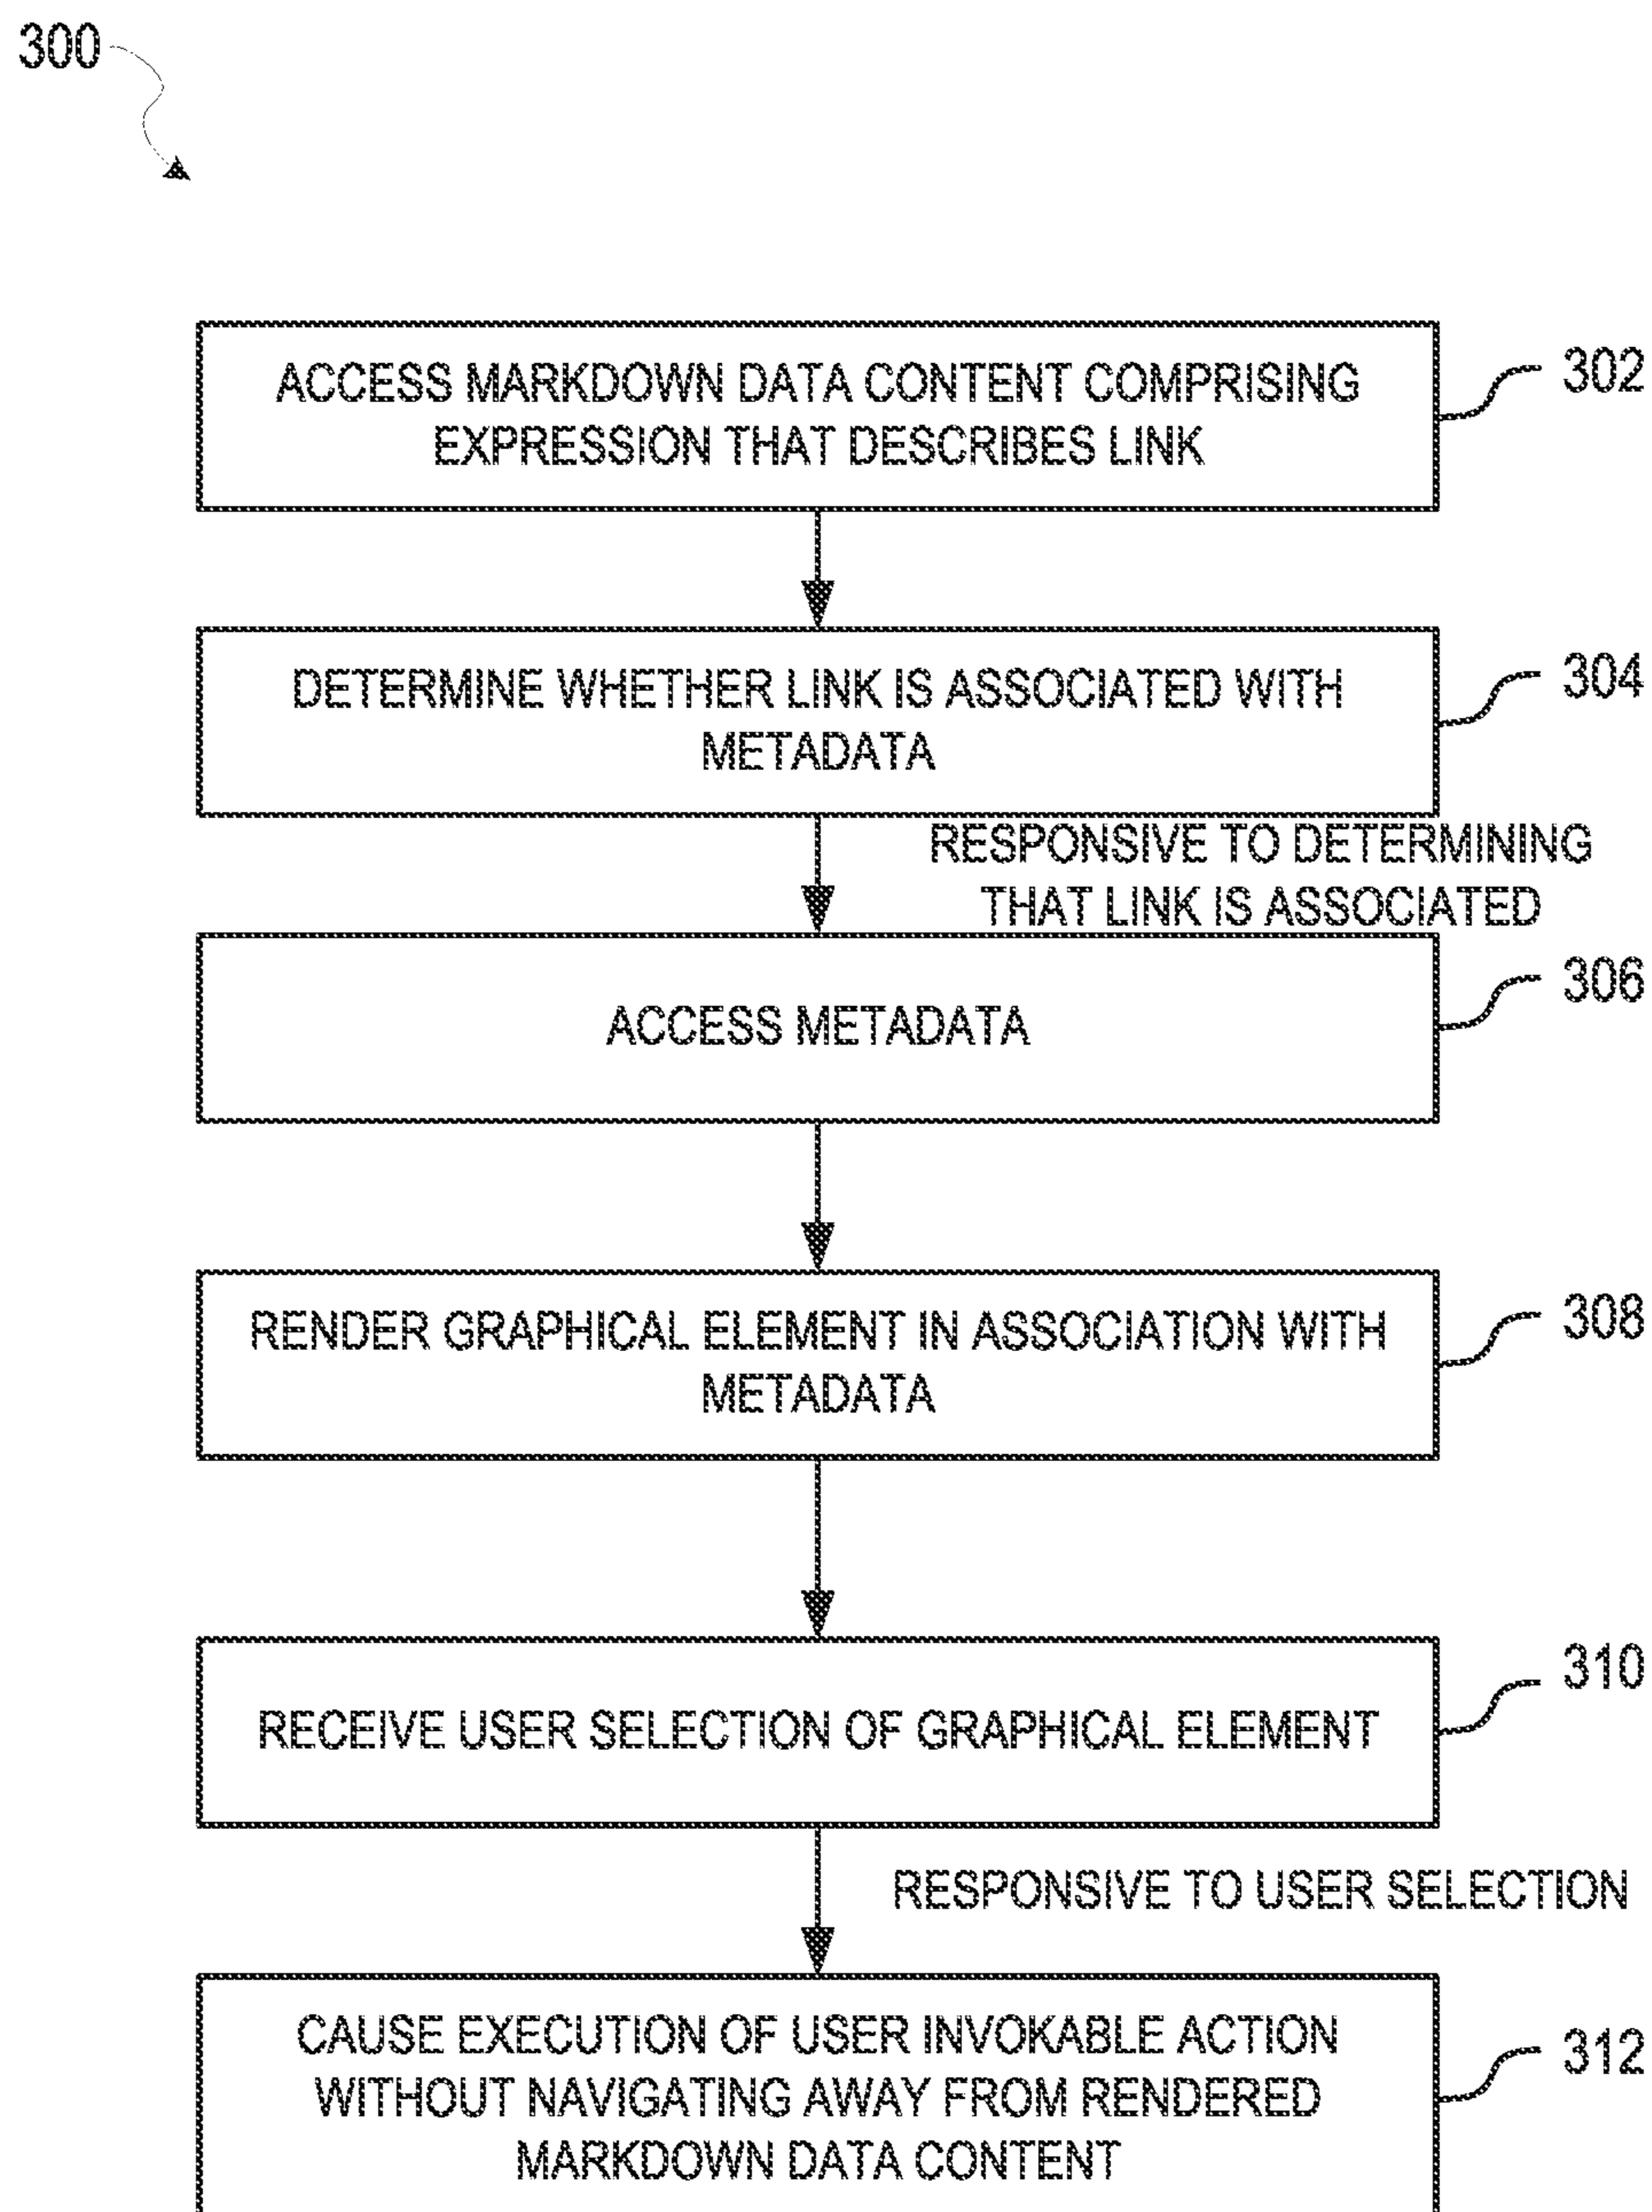 300
ACCESS MARKDOWN DATA CONTENT COMPRISING
EXPRESSION THAT DESCRIBES LINK
302
DETERMINE WHETHER LINK IS ASSOCIATED WITH
METADATA
304
RESPONSIVE TO DETERMINING
THAT LINK IS ASSOCIATED
ACCESS METADATA
306
RENDER GRAPHICAL ELEMENT IN ASSOCIATION WITH
METADATA
308
RECEIVE USER SELECTION OF GRAPHICAL ELEMENT
310
RESPONSIVE TO USER SELECTION
CAUSE EXECUTION OF USER INVOKABLE ACTION
WITHOUT NAVIGATING AWAY FROM RENDERED
MARKDOWN DATA CONTENT
312